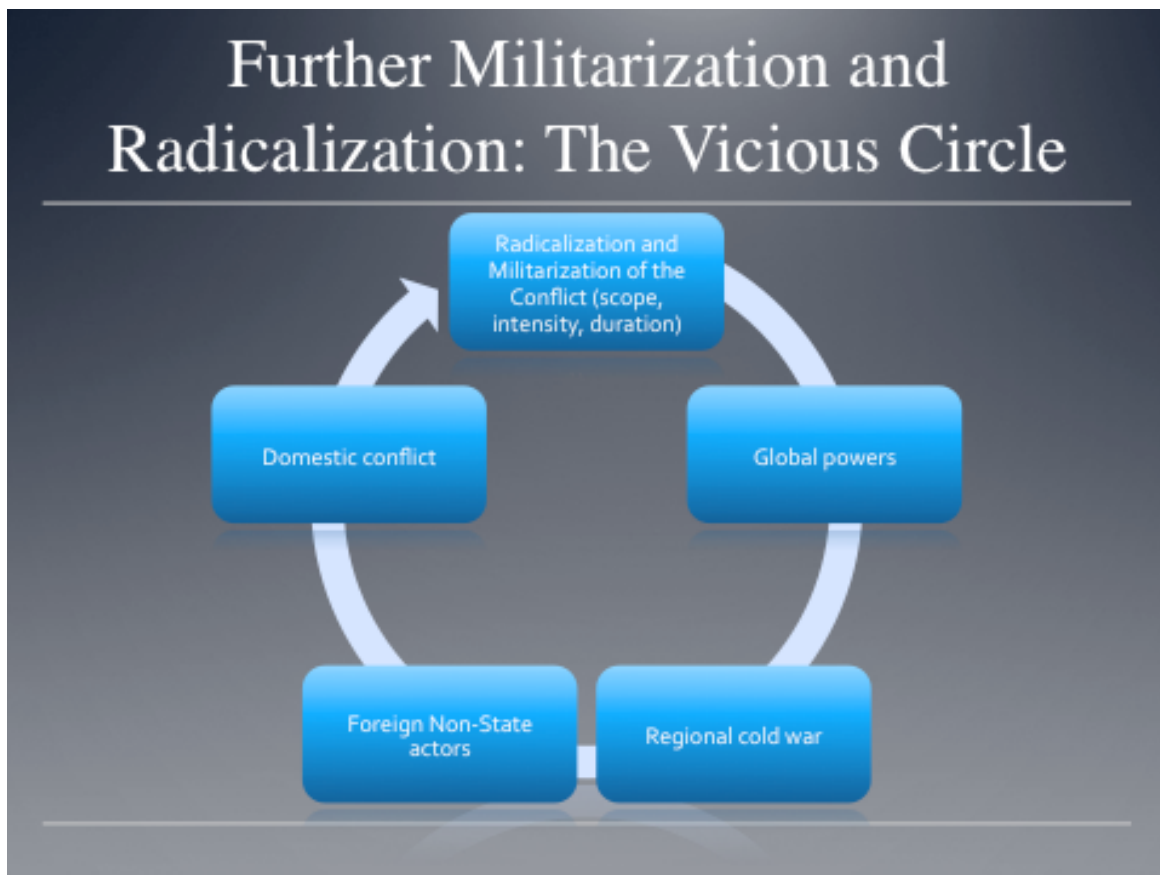 Further Militarization and
Radicalization: The Vicious Circle
Radicalization and
Militarization of the
Conflict (scope,
intensity, duration)
Global powers
Regional cold war
Foreign Non-State
actors
Domestic conflict